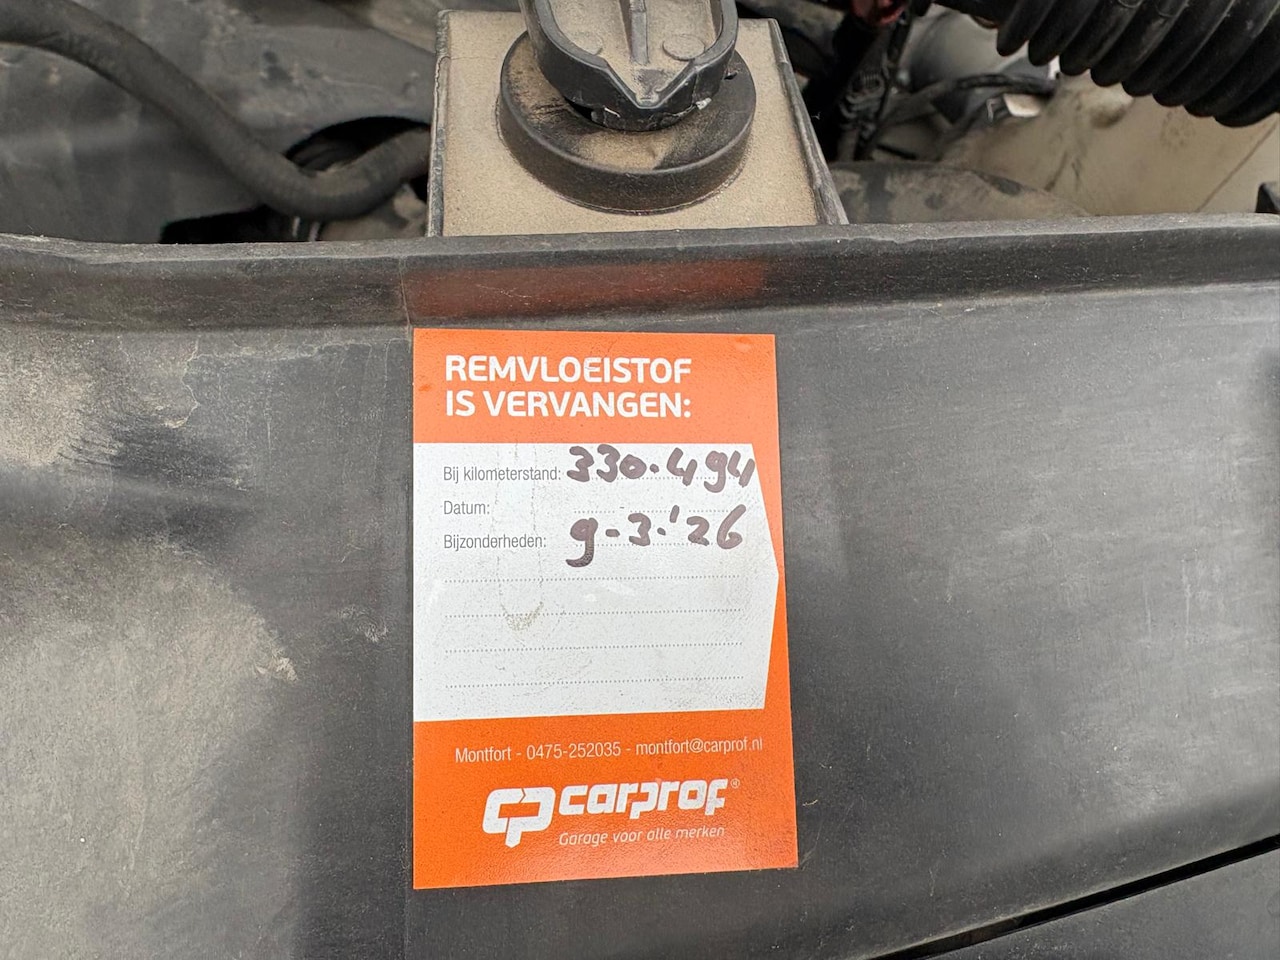 REMVLOEISTOF
IS VERVANGEN:
Bij kilometerstand: 330.494
Datum:
Bijzonderheden: 9-3-'26
Montfort - 0475-252035 - montfort@carprof.nl
CP carprof®
Garage voor alle merken